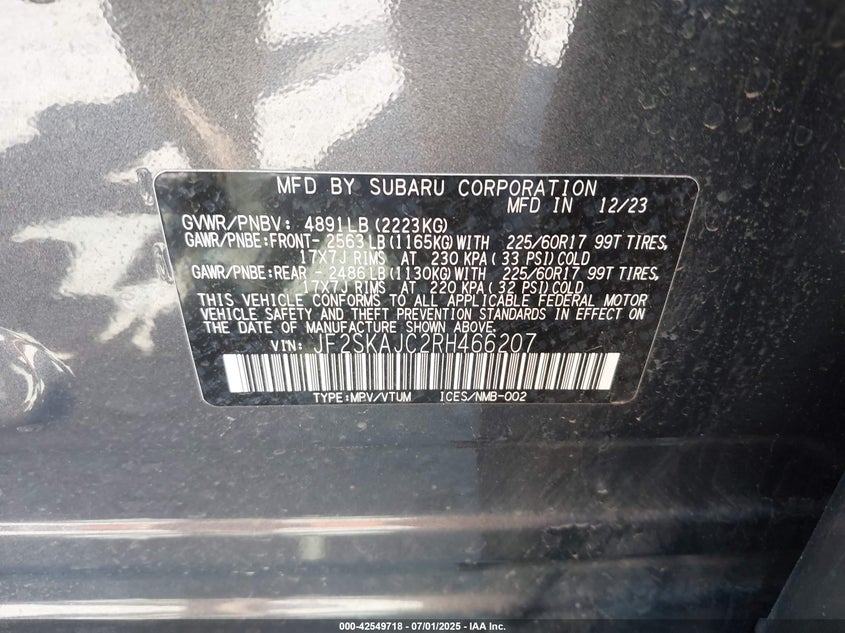 MFD BY SUBARU CORPORATION
MFD IN 12/23
GVWR/PNBV: 4891LB (2223KG)
GAWR/PNBE:FRONT- 2563LB (1165KG) WITH 225/60R17 99T TIRES,
17X7J RIMS AT 230 KPA ( 33 PSI) COLD
GAWR/PNBE:REAR - 2486LB (1130KG) WITH 225/60R17 99T TIRES,
17X7J RIMS AT 220 KPA ( 32 PSI) COLD
THIS VEHICLE CONFORMS TO ALL APPLICABLE FEDERAL MOTOR
VEHICLE SAFETY AND THEFT PREVENTION STANDARDS IN EFFECT ON
THE DATE OF MANUFACTURE SHOWN ABOVE.
VIN: JF2SKAJC2RH466207
TYPE:MPV/VTUM ICES/NMB-002
000-42549718 - 07/01/2025 - IAA Inc.